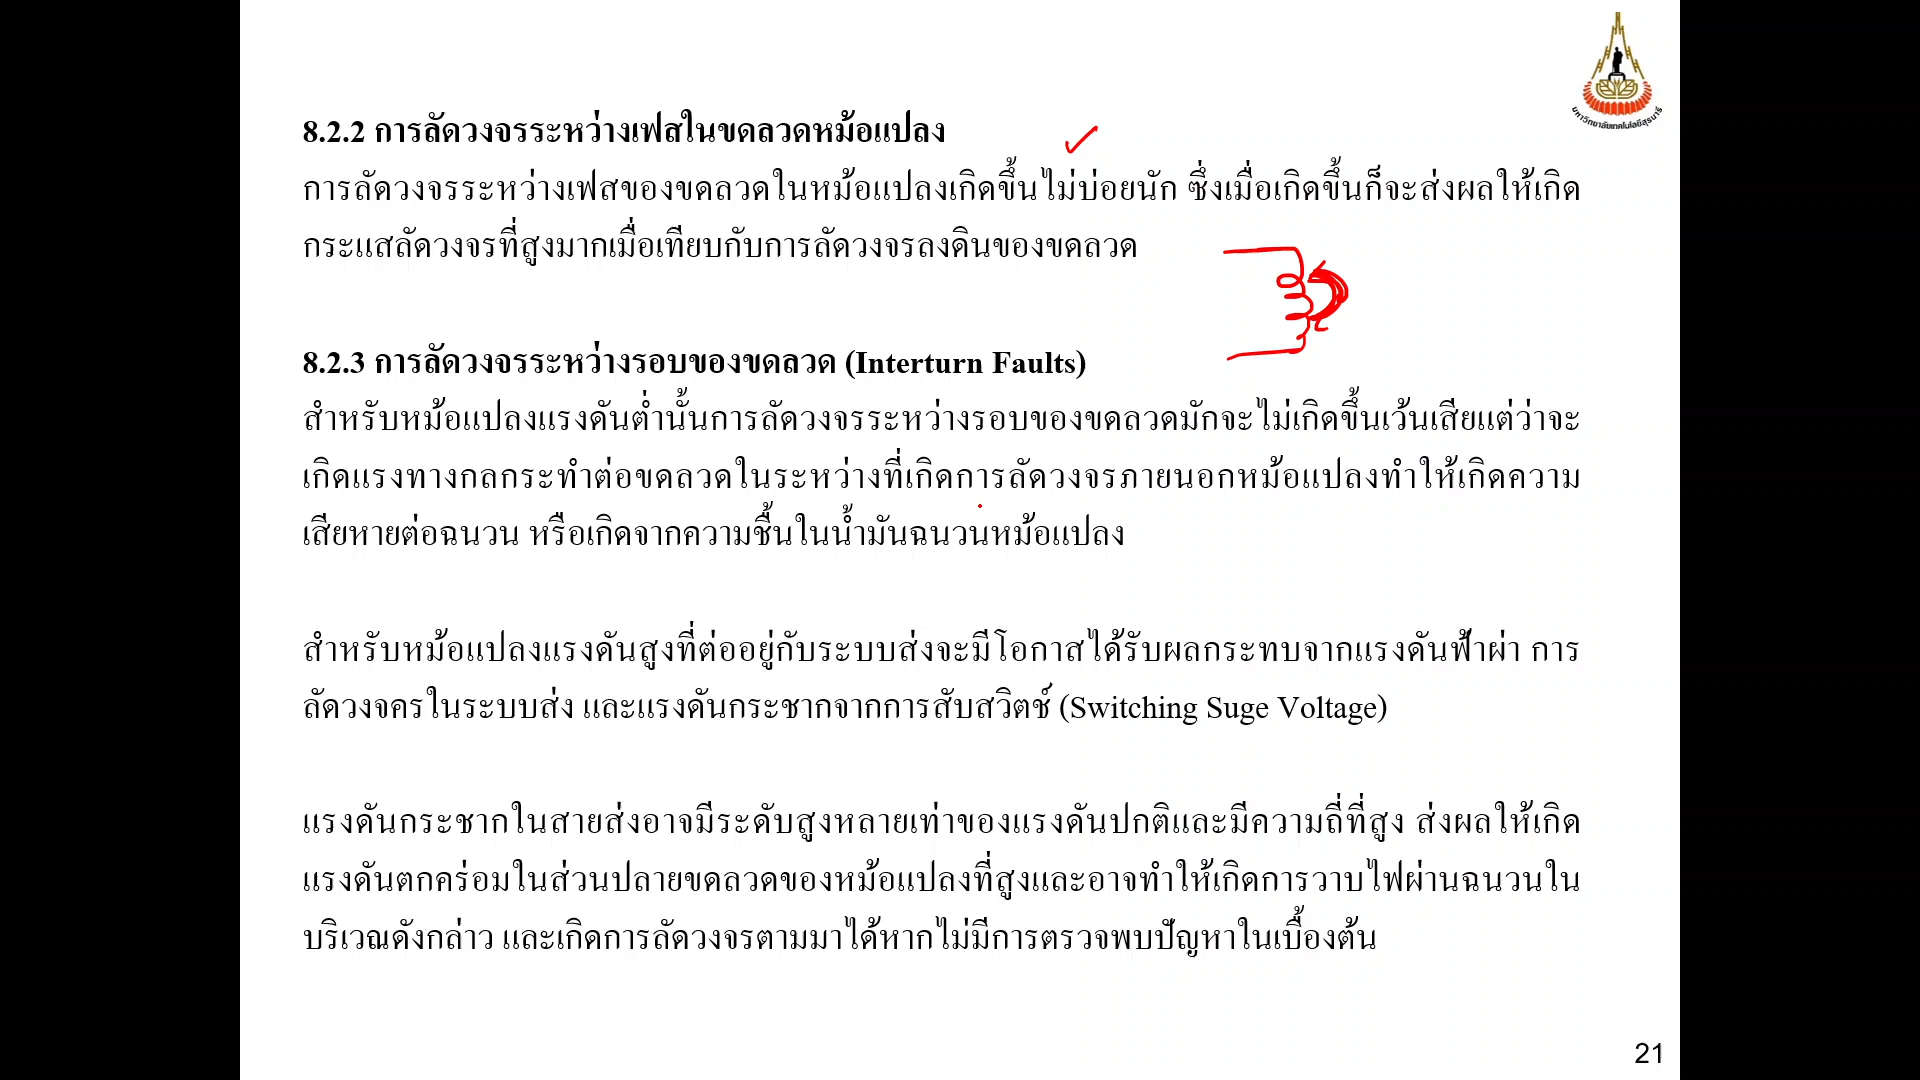 มหาวิทยาลัยเทคโนโลยีสุรนารี
8.2.2 การลัดวงจรระหว่างเฟสในขดลวดหม้อแปลง
การลัดวงจรระหว่างเฟสของขดลวดในหม้อแปลงเกิดขึ้นไม่บ่อยนัก ซึ่งเมื่อเกิดขึ้นก็จะส่งผลให้เกิด
กระแสลัดวงจรที่สูงมากเมื่อเทียบกับการลัดวงจรลงดินของขดลวด
8.2.3 การลัดวงจรระหว่างรอบของขดลวด (Interturn Faults)
สำหรับหม้อแปลงแรงดันต่ำนั้นการลัดวงจรระหว่างรอบของขดลวดมักจะไม่เกิดขึ้นเว้นเสียแต่ว่าจะ
เกิดแรงทางกลกระทำต่อขดลวดในระหว่างที่เกิดการลัดวงจรภายนอกหม้อแปลงทำให้เกิดความ
เสียหายต่อฉนวน หรือเกิดจากความชื้นในน้ำมันฉนวนหม้อแปลง
สำหรับหม้อแปลงแรงดันสูงที่ต่ออยู่กับระบบส่งจะมีโอกาสได้รับผลกระทบจากแรงดันฟ้าผ่า การ
ลัดวงจครในระบบส่ง และแรงดันกระชากจากการสับสวิตช์ (Switching Suge Voltage)
แรงดันกระชากในสายส่งอาจมีระดับสูงหลายเท่าของแรงดันปกติและมีความถี่ที่สูง ส่งผลให้เกิด
แรงดันตกคร่อมในส่วนปลายขดลวดของหม้อแปลงที่สูงและอาจทำให้เกิดการวาบไฟผ่านฉนวนใน
บริเวณดังกล่าว และเกิดการลัดวงจรตามมาได้หากไม่มีการตรวจพบปัญหาในเบื้องต้น
21